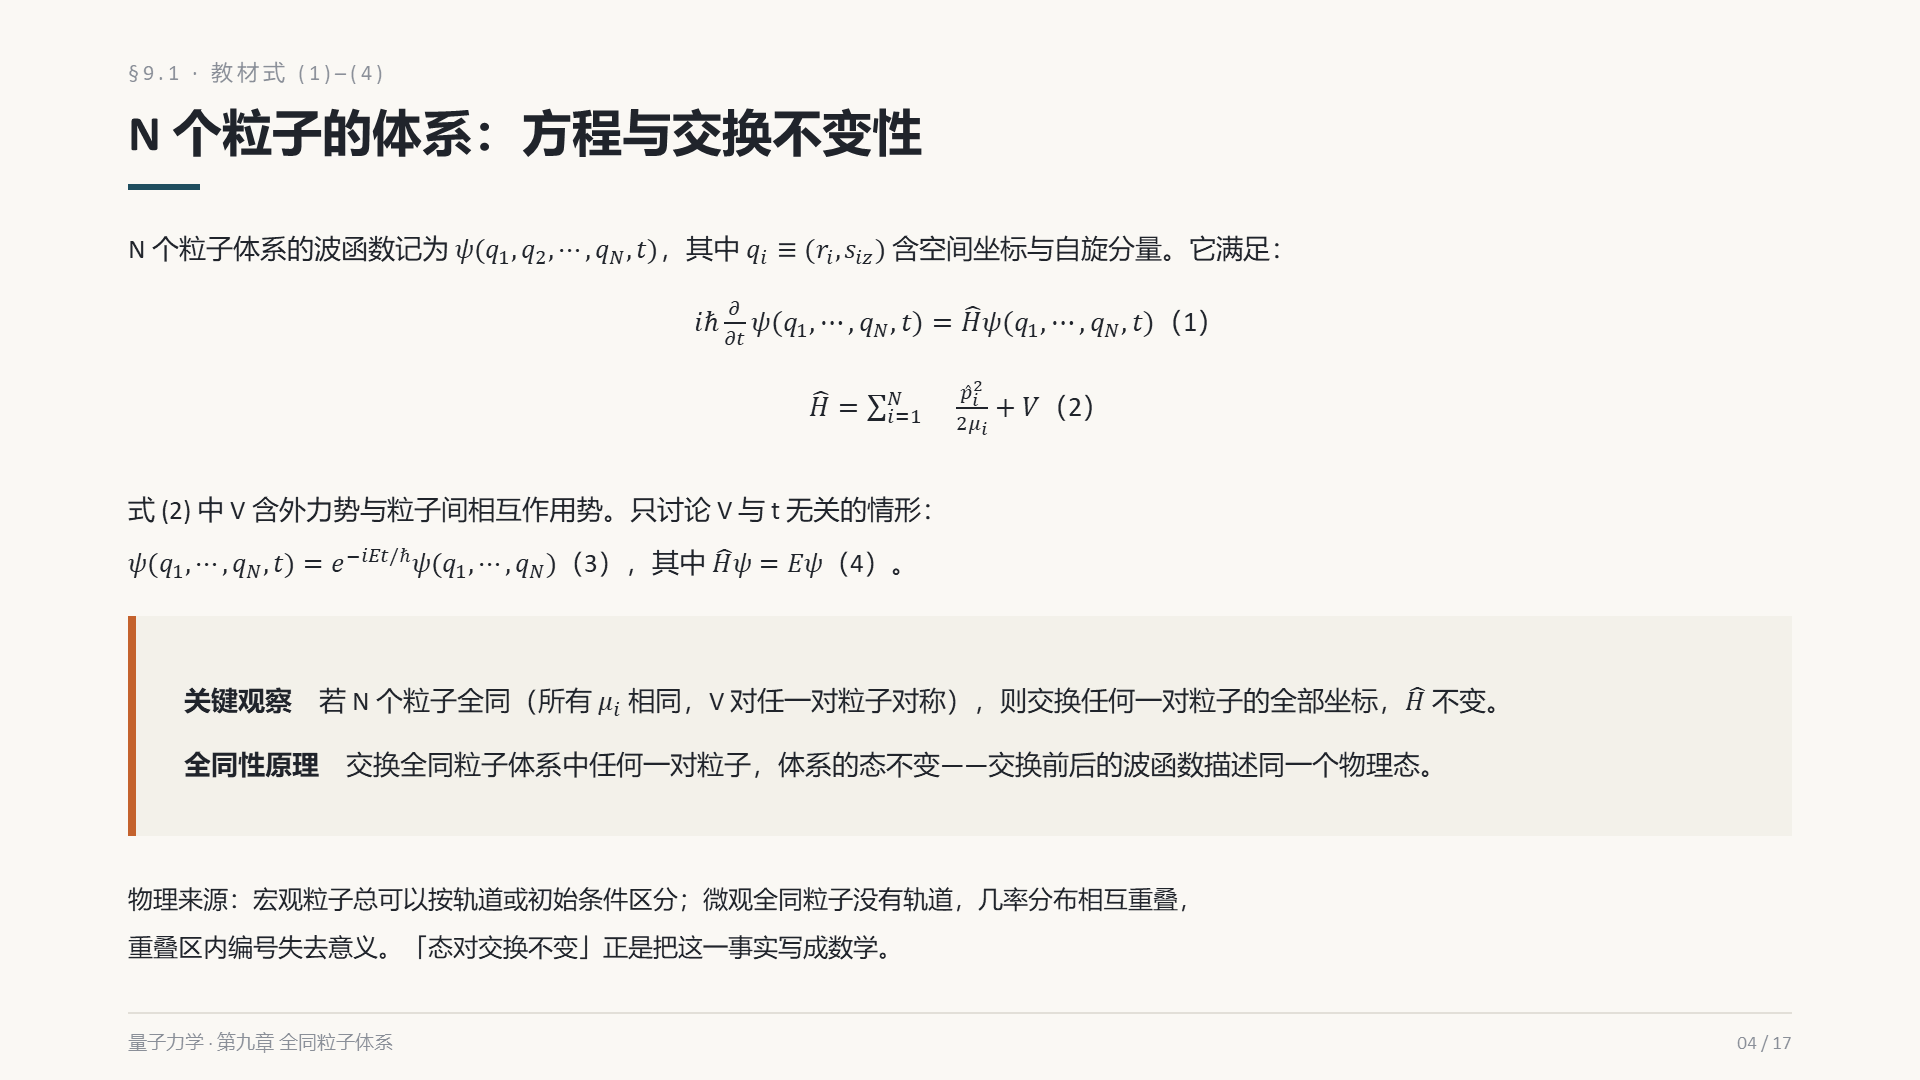 §9.1 · 教材式 (1)–(4)
N 个粒子的体系：方程与交换不变性
N 个粒子体系的波函数记为 ψ(q₁,q₂,⋯,q_N,t)，其中 q_i ≡ (r_i,s_{iz}) 含空间坐标与自旋分量。它满足：
iħ ∂/∂t ψ(q₁,⋯,q_N,t) = Ĥψ(q₁,⋯,q_N,t)（1）
Ĥ = ∑_{i=1}^{N} p̂_i²/2μ_i + V（2）
式 (2) 中 V 含外力势与粒子间相互作用势。只讨论 V 与 t 无关的情形：
ψ(q₁,⋯,q_N,t) = e^{−iEt/ħ}ψ(q₁,⋯,q_N)（3），其中 Ĥψ = Eψ（4）。
关键观察　若 N 个粒子全同（所有 μ_i 相同，V 对任一对粒子对称），则交换任何一对粒子的全部坐标，Ĥ 不变。
全同性原理　交换全同粒子体系中任何一对粒子，体系的态不变——交换前后的波函数描述同一个物理态。
物理来源：宏观粒子总可以按轨道或初始条件区分；微观全同粒子没有轨道，几率分布相互重叠，
重叠区内编号失去意义。「态对交换不变」正是把这一事实写成数学。
量子力学 · 第九章 全同粒子体系
04 / 17